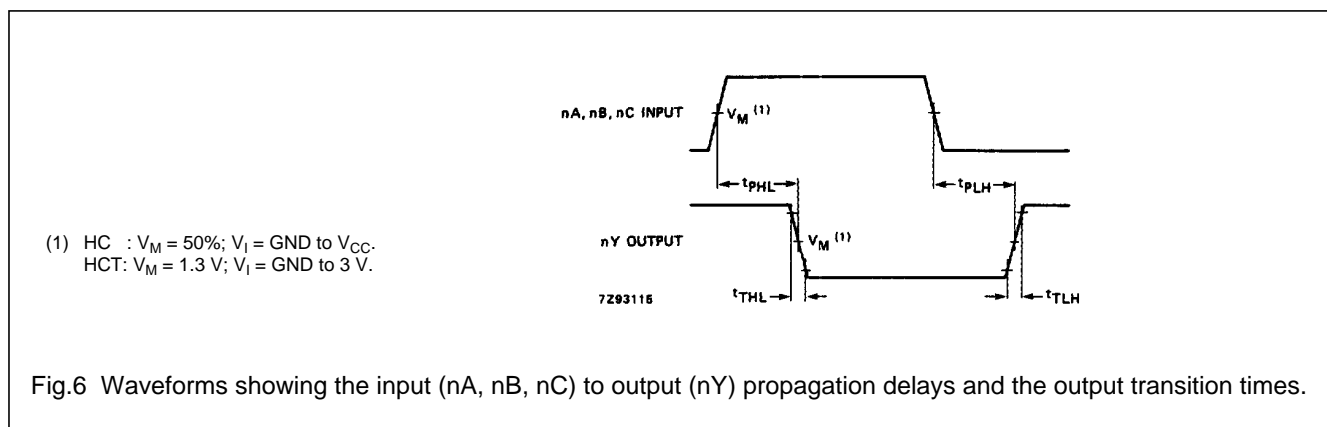 nA, nB, nC INPUT
VM (1)
tPHL
tPLH
nY OUTPUT
VM (1)
tTHL
tTLH
7Z93115
(1) HC : VM = 50%; VI = GND to VCC.
HCT: VM = 1.3 V; VI = GND to 3 V.
Fig.6 Waveforms showing the input (nA, nB, nC) to output (nY) propagation delays and the output transition times.